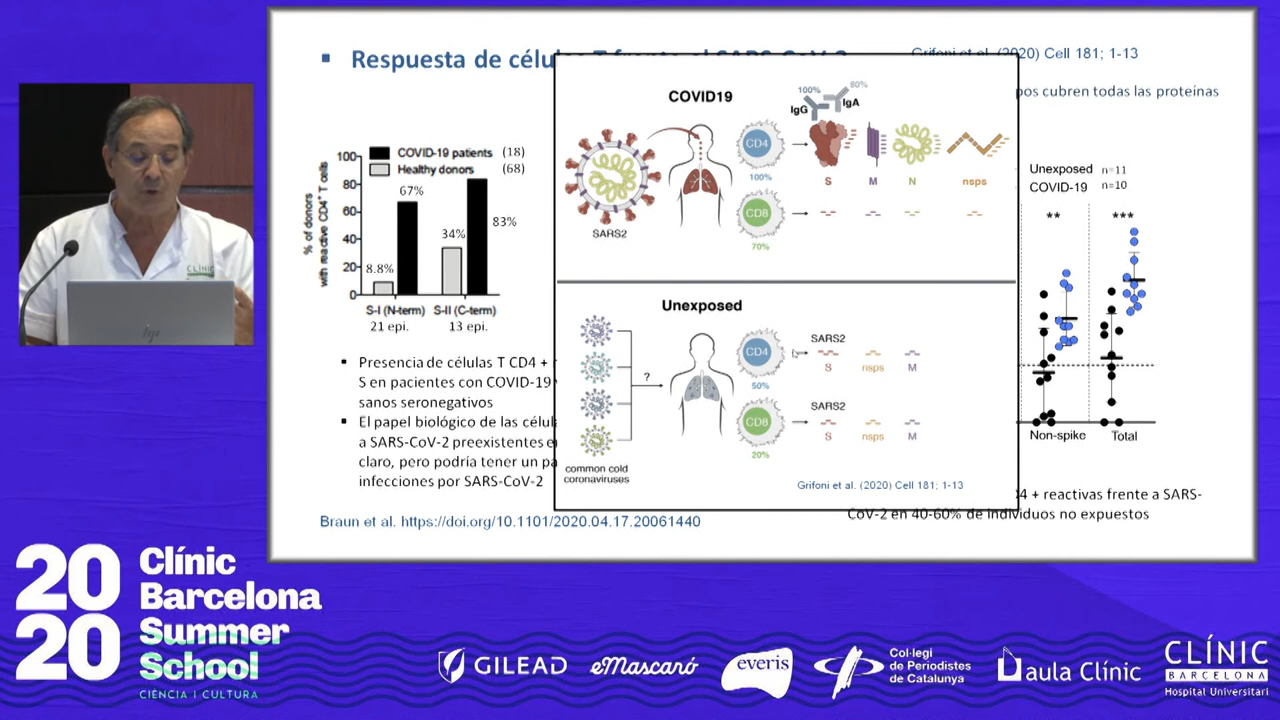 Respuesta de célu
Grifoni et al. (2020) Cell 181; 1-13
pos cubren todas las proteínas
COVID-19 patients (18)
Healthy donors (68)
% of donors
with reactive CD4+ T cells
100
80
60
40
20
0
8.8%
67%
34%
83%
S-I (N-term)
S-II (C-term)
21 epi.
13 epi.
Presencia de células T CD4 +
S en pacientes con COVID-19
sanos seronegativos
El papel biológico de las célul
a SARS-CoV-2 preexistentes e
claro, pero podría tener un pa
infecciones por SARS-CoV-2
Braun et al. https://doi.org/10.1101/2020.04.17.20061440
COVID19
100%
80%
IgG
IgA
SARS2
CD4
100%
CD8
70%
S
M
N
nsps
Unexposed
common cold
coronaviruses
?
CD4
50%
SARS2
S
nsps
M
CD8
20%
SARS2
S
nsps
M
Grifoni et al. (2020) Cell 181; 1-13
Unexposed n=11
COVID-19 n=10
**
***
Non-spike
Total
4 + reactivas frente a SARS-
CoV-2 en 40-60% de individuos no expuestos
CLÍNIC
hp
2020
Clínic
Barcelona
Summer
School
CIÈNCIA I CULTURA
GILEAD
eMascaró
everis
Col·legi
de Periodistes
de Catalunya
aula Clínic
CLÍNIC
BARCELONA
Hospital Universitari